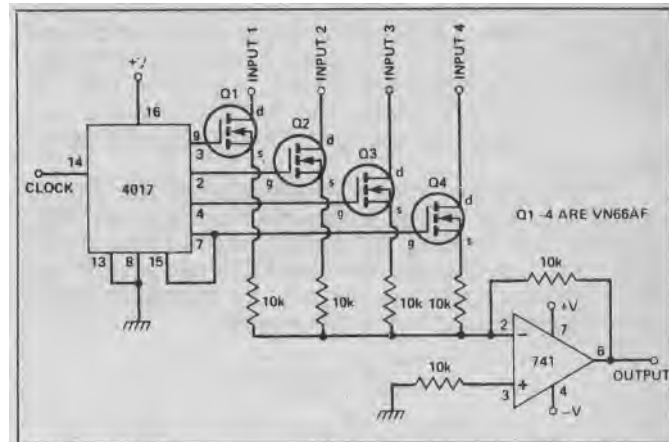 INPUT 1
INPUT 2
INPUT 3
INPUT 4
Q1
d
16
g
3
s
14
CLOCK
4017
Q2
d
2
g
s
Q3
d
4
g
s
Q4
d
7
g
s
13
8
15
Q1 -4 ARE VN66AF
10k
10k
10k
10k
10k
+V
2
−
7
741
6
OUTPUT
10k
3
+
4
−V